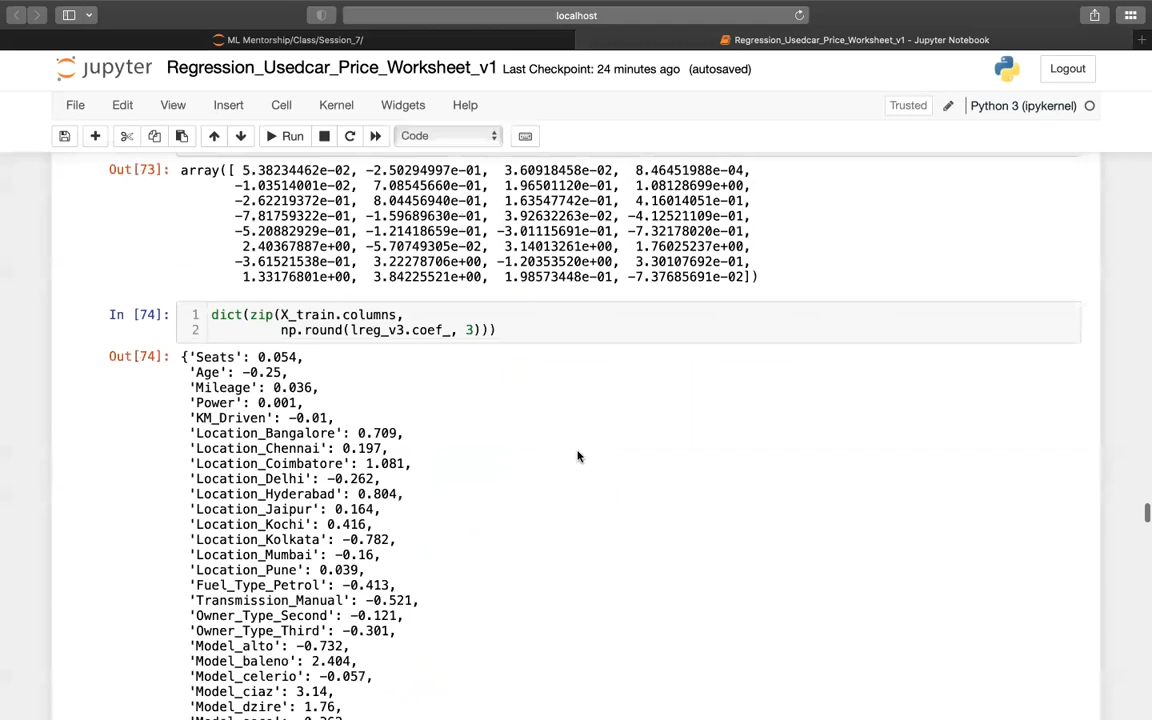 localhost
ML Mentorship/Class/Session_7/
Regression_Usedcar_Price_Worksheet_v1 - Jupyter Notebook
jupyter Regression_Usedcar_Price_Worksheet_v1 Last Checkpoint: 24 minutes ago (autosaved)
Logout
File Edit View Insert Cell Kernel Widgets Help
Trusted
Python 3 (ipykernel)
Run
Code
Out[73]: array([ 5.38234462e-02, -2.50294997e-01, 3.60918458e-02, 8.46451988e-04,
-1.03514001e-02, 7.08545660e-01, 1.96501120e-01, 1.08128699e+00,
-2.62219372e-01, 8.04456940e-01, 1.63547742e-01, 4.16014051e-01,
-7.81759322e-01, -1.59689630e-01, 3.92632263e-02, -4.12521109e-01,
-5.20882929e-01, -1.21418659e-01, -3.01115691e-01, -7.32178020e-01,
2.40367887e+00, -5.70749305e-02, 3.14013261e+00, 1.76025237e+00,
-3.61521538e-01, 3.22278706e+00, -1.20353520e+00, 3.30107692e-01,
1.33176801e+00, 3.84225521e+00, 1.98573448e-01, -7.37685691e-02])
In [74]: 1 dict(zip(X_train.columns,
2 np.round(lreg_v3.coef_, 3)))
Out[74]: {'Seats': 0.054,
'Age': -0.25,
'Mileage': 0.036,
'Power': 0.001,
'KM_Driven': -0.01,
'Location_Bangalore': 0.709,
'Location_Chennai': 0.197,
'Location_Coimbatore': 1.081,
'Location_Delhi': -0.262,
'Location_Hyderabad': 0.804,
'Location_Jaipur': 0.164,
'Location_Kochi': 0.416,
'Location_Kolkata': -0.782,
'Location_Mumbai': -0.16,
'Location_Pune': 0.039,
'Fuel_Type_Petrol': -0.413,
'Transmission_Manual': -0.521,
'Owner_Type_Second': -0.121,
'Owner_Type_Third': -0.301,
'Model_alto': -0.732,
'Model_baleno': 2.404,
'Model_celerio': -0.057,
'Model_ciaz': 3.14,
'Model_dzire': 1.76,